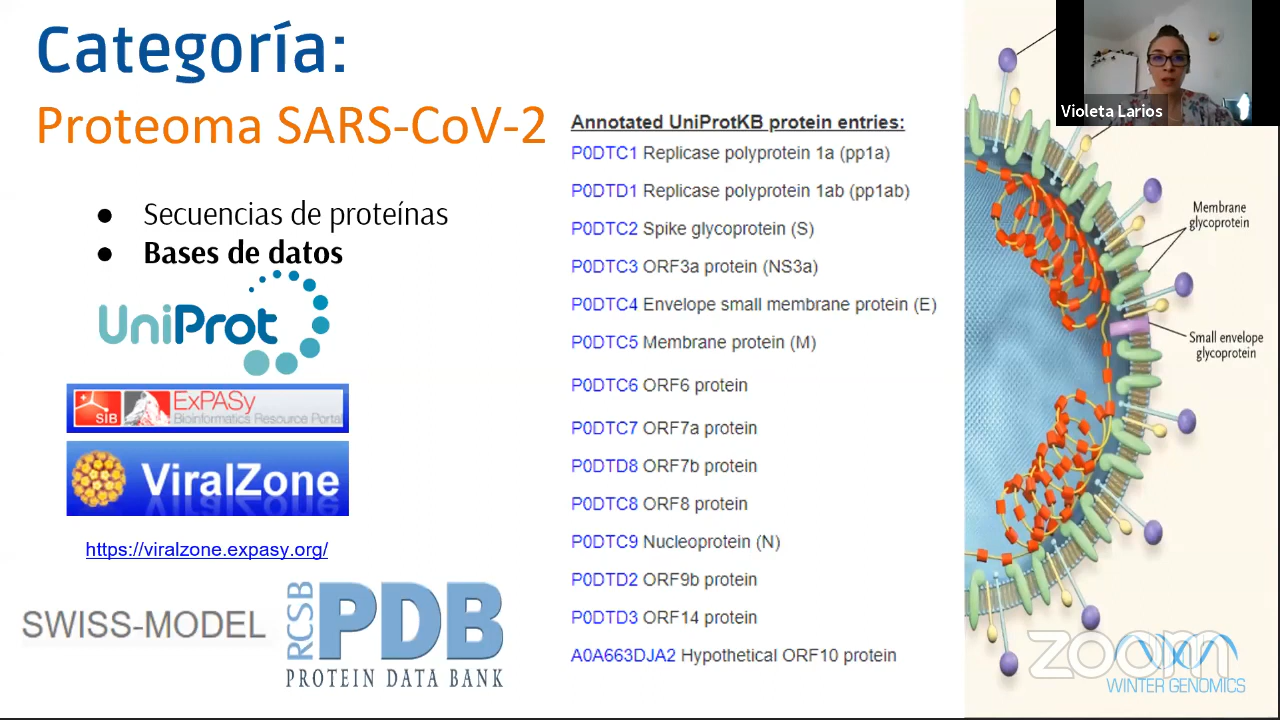 Categoría:
Proteoma SARS-CoV-2
● Secuencias de proteínas
● Bases de datos
UniProt
SIB ExPASy
Bioinformatics Resource Portal
ViralZone
https://viralzone.expasy.org/
SWISS-MODEL
RCSB PDB
PROTEIN DATA BANK
Annotated UniProtKB protein entries:
P0DTC1 Replicase polyprotein 1a (pp1a)
P0DTD1 Replicase polyprotein 1ab (pp1ab)
P0DTC2 Spike glycoprotein (S)
P0DTC3 ORF3a protein (NS3a)
P0DTC4 Envelope small membrane protein (E)
P0DTC5 Membrane protein (M)
P0DTC6 ORF6 protein
P0DTC7 ORF7a protein
P0DTD8 ORF7b protein
P0DTC8 ORF8 protein
P0DTC9 Nucleoprotein (N)
P0DTD2 ORF9b protein
P0DTD3 ORF14 protein
A0A663DJA2 Hypothetical ORF10 protein
Violeta Larios
Membrane
glycoprotein
Small envelope
glycoprotein
zoom
WINTER GENOMICS